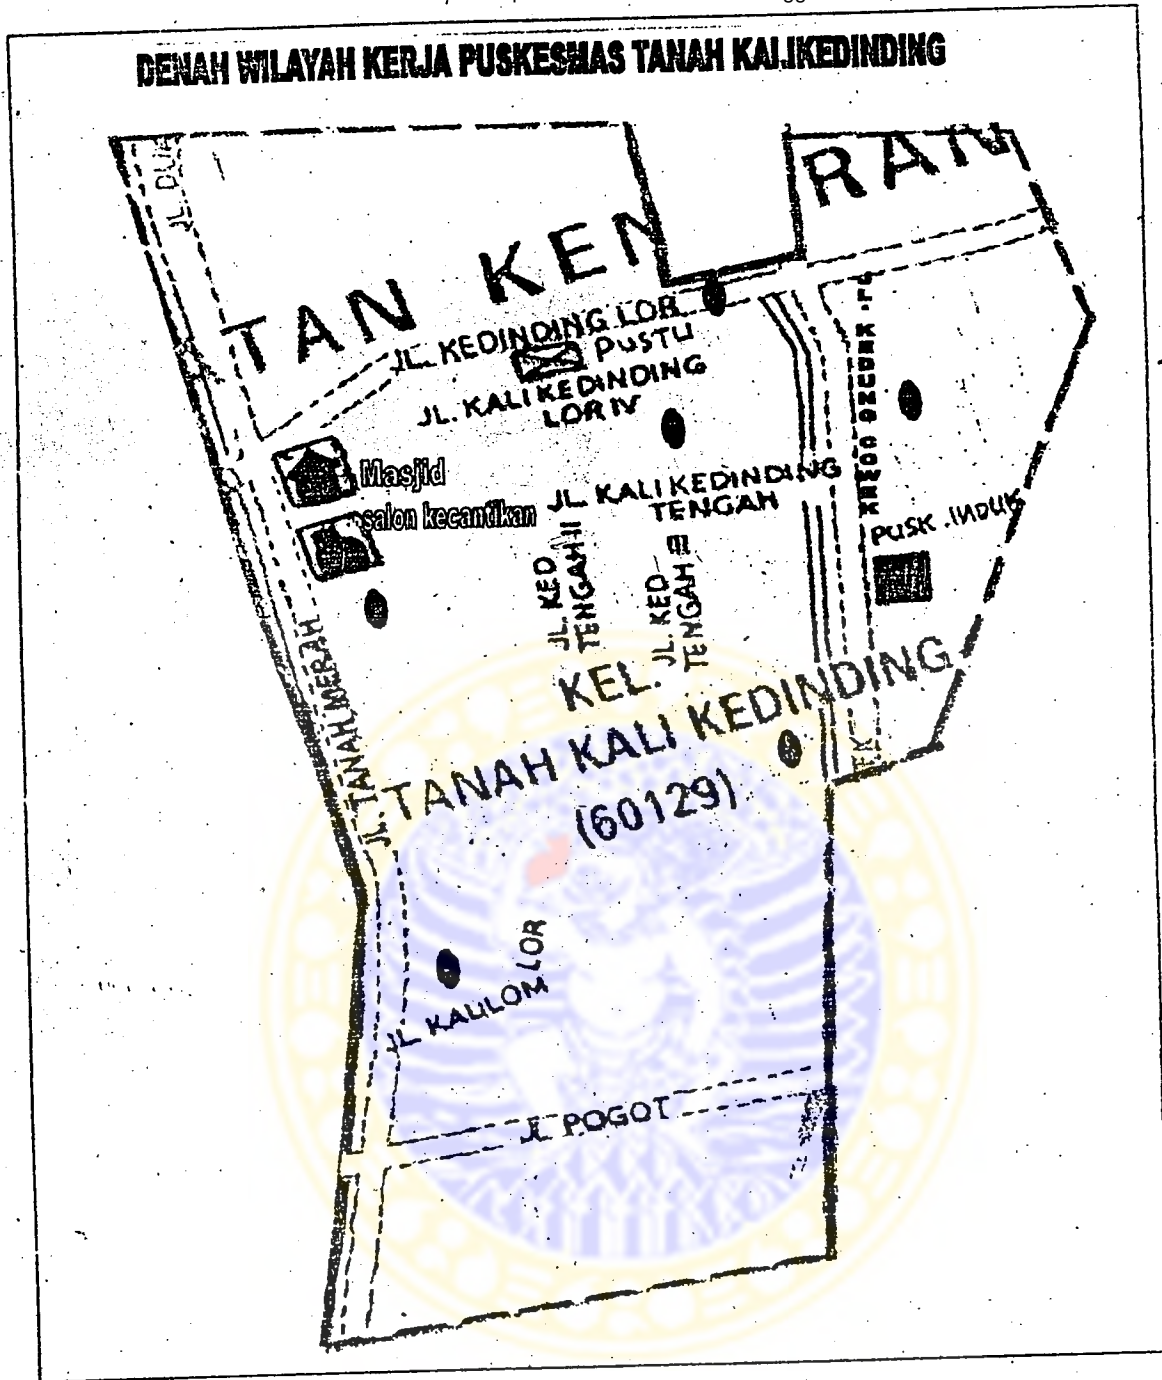 DENAH WILAYAH KERJA PUSKESMAS TANAH KALIKEDINDING
JL. DUA
TAN KEN
RAN
JL. KEDINDING LOR
PUSTU
JL. KALI KEDINDING
LOR IV
Masjid
salon kecantikan
JL KALI KEDINDING
TENGAH
JL. KED
TENGAH II
JL. KED
TENGAH III
PUSK. INDUK
KEL.
TANAH KALI KEDINDING
(60129)
JL. TANAH MERAH
JL KALILOM
LOR
JL POGOT